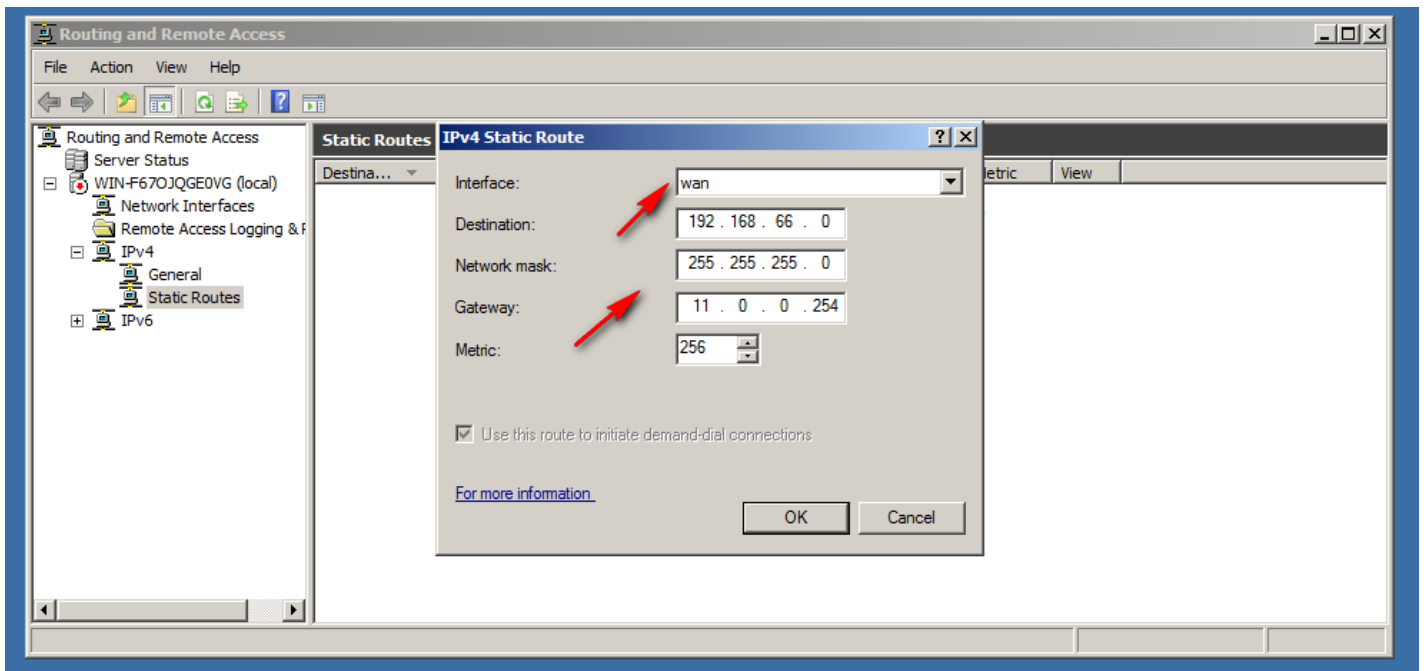 Routing and Remote Access
File Action View Help
Routing and Remote Access
Server Status
WIN-F67OJQGE0VG (local)
Network Interfaces
Remote Access Logging &
IPv4
General
Static Routes
IPv6
Static Routes
Destina...
etric View
IPv4 Static Route
Interface: wan
Destination: 192 . 168 . 66 . 0
Network mask: 255 . 255 . 255 . 0
Gateway: 11 . 0 . 0 . 254
Metric: 256
Use this route to initiate demand-dial connections
For more information
OK Cancel